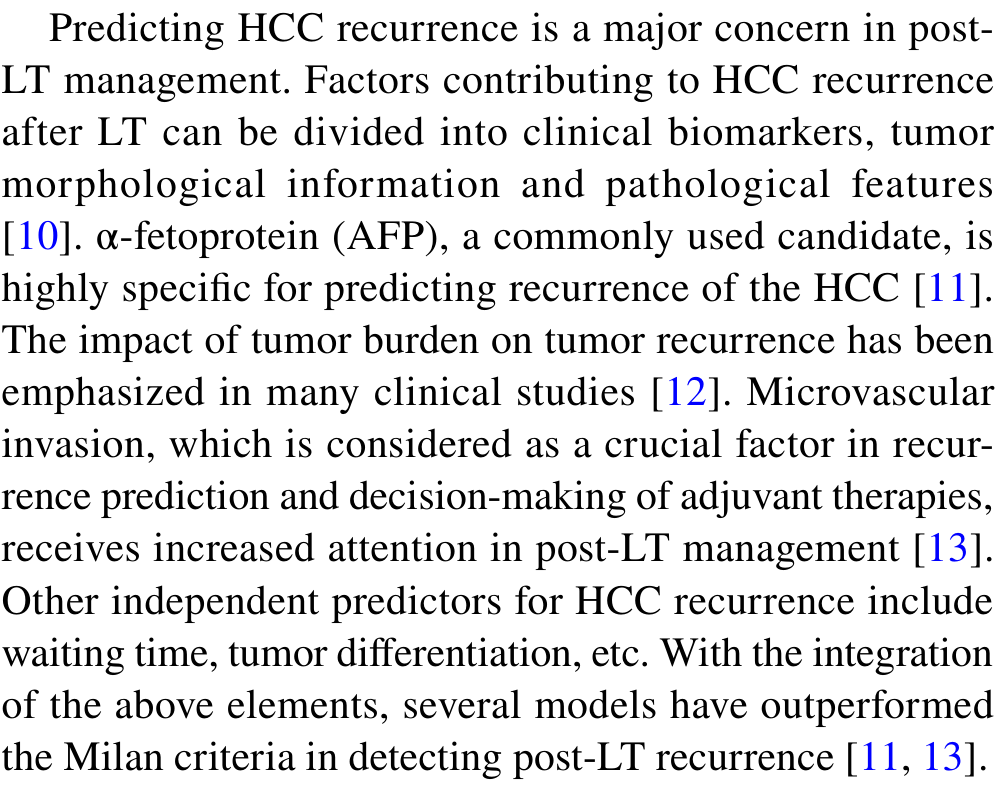 Predicting HCC recurrence is a major concern in post-
LT management. Factors contributing to HCC recurrence
after LT can be divided into clinical biomarkers, tumor
morphological information and pathological features
[10]. α-fetoprotein (AFP), a commonly used candidate, is
highly specific for predicting recurrence of the HCC [11].
The impact of tumor burden on tumor recurrence has been
emphasized in many clinical studies [12]. Microvascular
invasion, which is considered as a crucial factor in recur-
rence prediction and decision-making of adjuvant therapies,
receives increased attention in post-LT management [13].
Other independent predictors for HCC recurrence include
waiting time, tumor differentiation, etc. With the integration
of the above elements, several models have outperformed
the Milan criteria in detecting post-LT recurrence [11, 13].